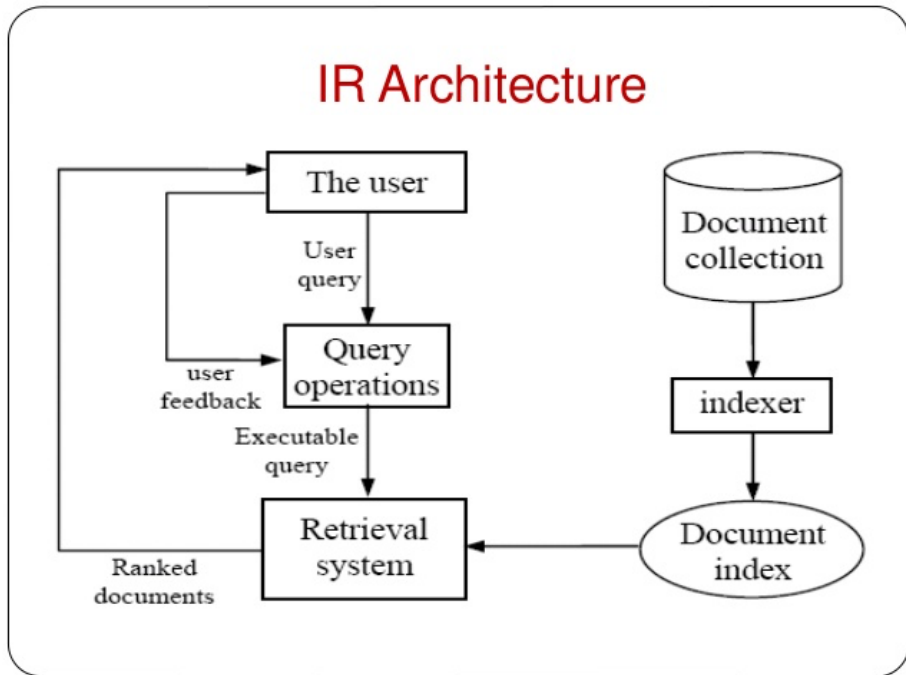 IR Architecture
The user
Document
collection
User
query
Query
operations
user
feedback
indexer
Executable
query
Retrieval
system
Document
index
Ranked
documents